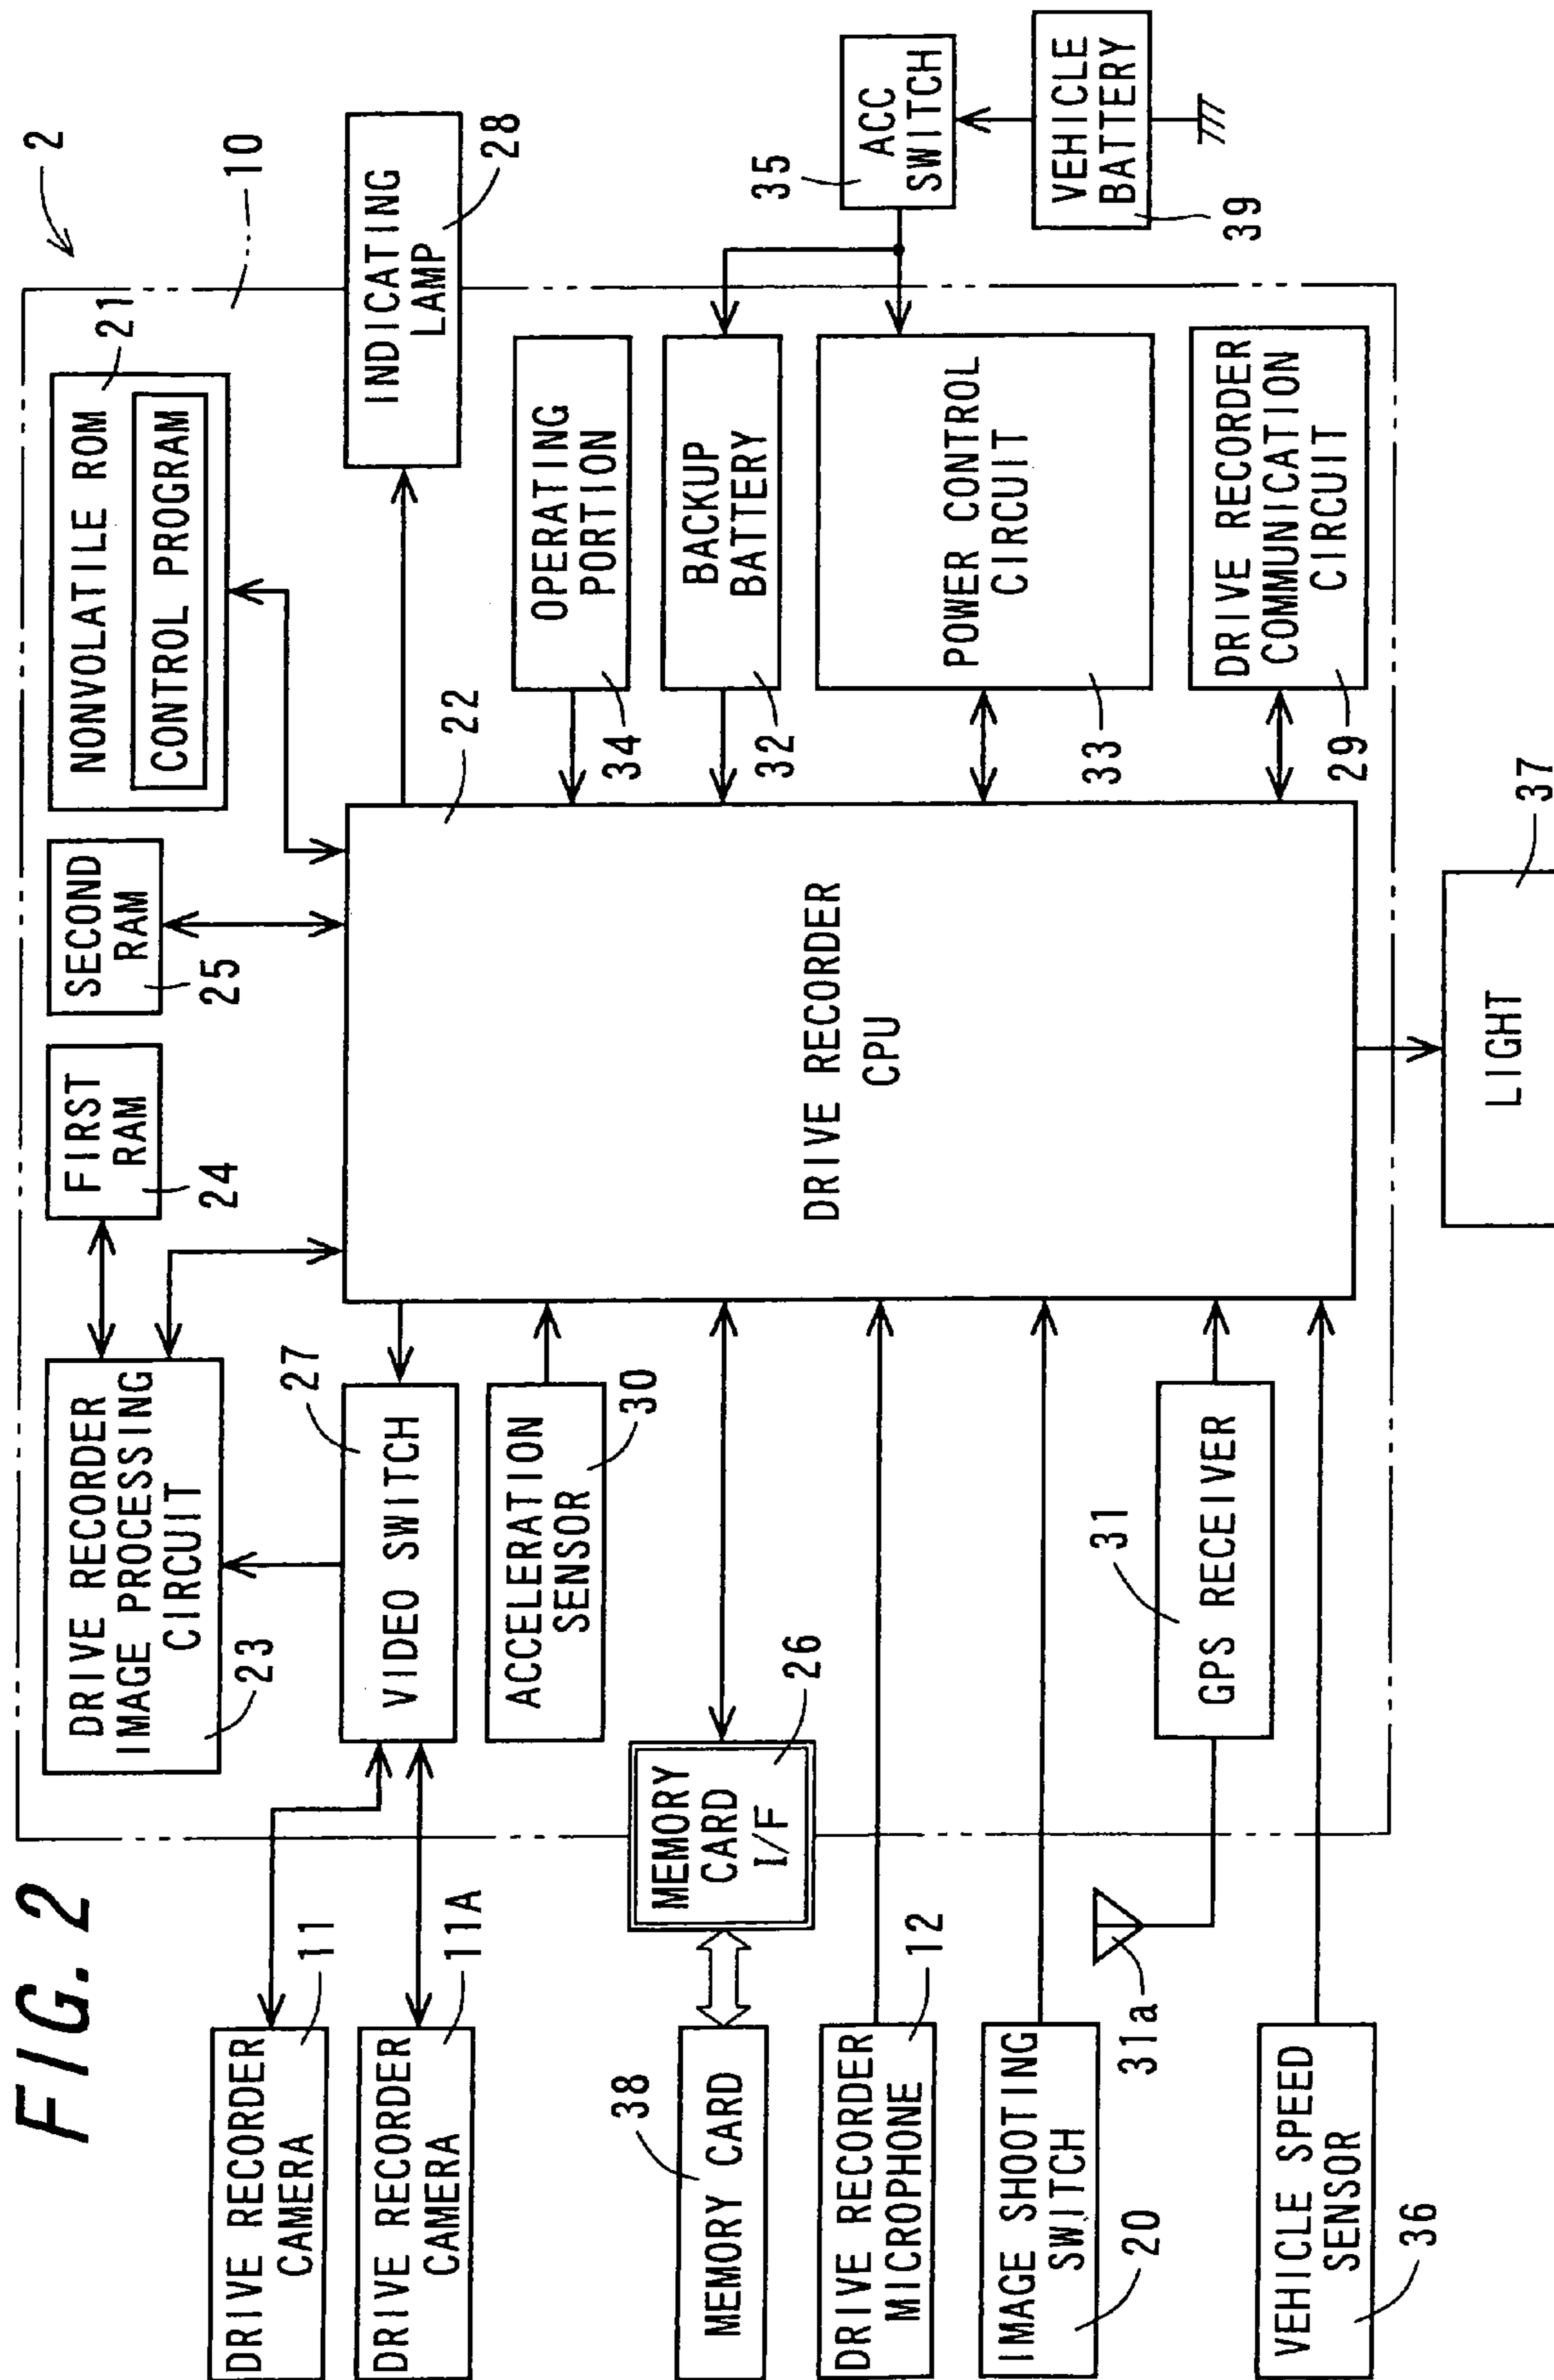 FIG. 2
2
10
DRIVE RECORDER
IMAGE PROCESSING
CIRCUIT
23
FIRST
RAM
24
SECOND
RAM
25
NONVOLATILE ROM
21
CONTROL PROGRAM
DRIVE RECORDER
CAMERA
11
DRIVE RECORDER
CAMERA
11A
VIDEO SWITCH
27
ACCELERATION
SENSOR
30
MEMORY CARD
38
MEMORY
CARD
I/F
26
DRIVE RECORDER
MICROPHONE
12
IMAGE SHOOTING
SWITCH
20
31a
GPS RECEIVER
31
VEHICLE SPEED
SENSOR
36
DRIVE RECORDER
CPU
22
INDICATING
LAMP
28
OPERATING
PORTION
34
BACKUP
BATTERY
32
POWER CONTROL
CIRCUIT
33
DRIVE RECORDER
COMMUNICATION
CIRCUIT
29
ACC
SWITCH
35
VEHICLE
BATTERY
39
LIGHT
37